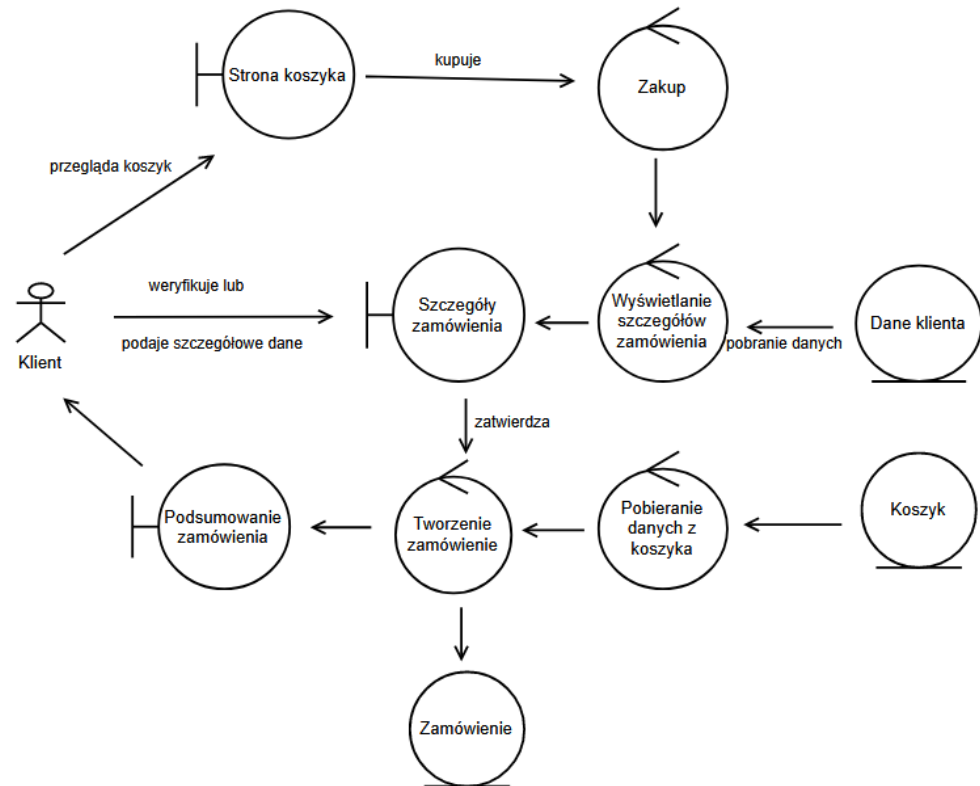 kupuje
Strona koszyka
Zakup
przegląda koszyk
weryfikuje lub
podaje szczegółowe dane
Klient
Szczegóły
zamówienia
Wyświetlanie
szczegółów
zamówienia
pobranie danych
Dane klienta
zatwierdza
Podsumowanie
zamówienia
Tworzenie
zamówienie
Pobieranie
danych z
koszyka
Koszyk
Zamówienie